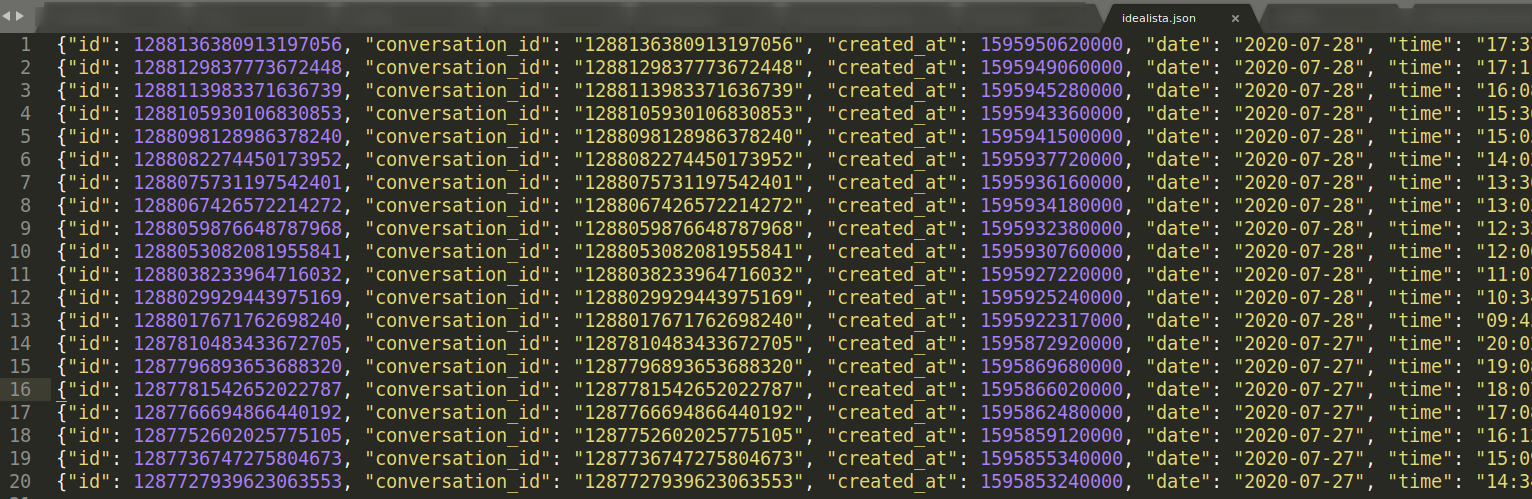 idealista.json ×
1 {"id": 1288136380913197056, "conversation_id": "1288136380913197056", "created_at": 1595950620000, "date": "2020-07-28", "time": "17:3
2 {"id": 1288129837773672448, "conversation_id": "1288129837773672448", "created_at": 1595949060000, "date": "2020-07-28", "time": "17:1
3 {"id": 1288113983371636739, "conversation_id": "1288113983371636739", "created_at": 1595945280000, "date": "2020-07-28", "time": "16:0
4 {"id": 1288105930106830853, "conversation_id": "1288105930106830853", "created_at": 1595943360000, "date": "2020-07-28", "time": "15:3
5 {"id": 1288098128986378240, "conversation_id": "1288098128986378240", "created_at": 1595941500000, "date": "2020-07-28", "time": "15:0
6 {"id": 1288082274450173952, "conversation_id": "1288082274450173952", "created_at": 1595937720000, "date": "2020-07-28", "time": "14:0
7 {"id": 1288075731197542401, "conversation_id": "1288075731197542401", "created_at": 1595936160000, "date": "2020-07-28", "time": "13:3
8 {"id": 1288067426572214272, "conversation_id": "1288067426572214272", "created_at": 1595934180000, "date": "2020-07-28", "time": "13:0
9 {"id": 1288059876648787968, "conversation_id": "1288059876648787968", "created_at": 1595932380000, "date": "2020-07-28", "time": "12:3
10 {"id": 1288053082081955841, "conversation_id": "1288053082081955841", "created_at": 1595930760000, "date": "2020-07-28", "time": "12:0
11 {"id": 1288038233964716032, "conversation_id": "1288038233964716032", "created_at": 1595927220000, "date": "2020-07-28", "time": "11:0
12 {"id": 1288029929443975169, "conversation_id": "1288029929443975169", "created_at": 1595925240000, "date": "2020-07-28", "time": "10:3
13 {"id": 1288017671762698240, "conversation_id": "1288017671762698240", "created_at": 1595922317000, "date": "2020-07-28", "time": "09:4
14 {"id": 1287810483433672705, "conversation_id": "1287810483433672705", "created_at": 1595872920000, "date": "2020-07-27", "time": "20:0
15 {"id": 1287796893653688320, "conversation_id": "1287796893653688320", "created_at": 1595869680000, "date": "2020-07-27", "time": "19:0
16 {"id": 1287781542652022787, "conversation_id": "1287781542652022787", "created_at": 1595866020000, "date": "2020-07-27", "time": "18:0
17 {"id": 1287766694866440192, "conversation_id": "1287766694866440192", "created_at": 1595862480000, "date": "2020-07-27", "time": "17:0
18 {"id": 1287752602025775105, "conversation_id": "1287752602025775105", "created_at": 1595859120000, "date": "2020-07-27", "time": "16:1
19 {"id": 1287736747275804673, "conversation_id": "1287736747275804673", "created_at": 1595855340000, "date": "2020-07-27", "time": "15:0
20 {"id": 1287727939623063553, "conversation_id": "1287727939623063553", "created_at": 1595853240000, "date": "2020-07-27", "time": "14:3